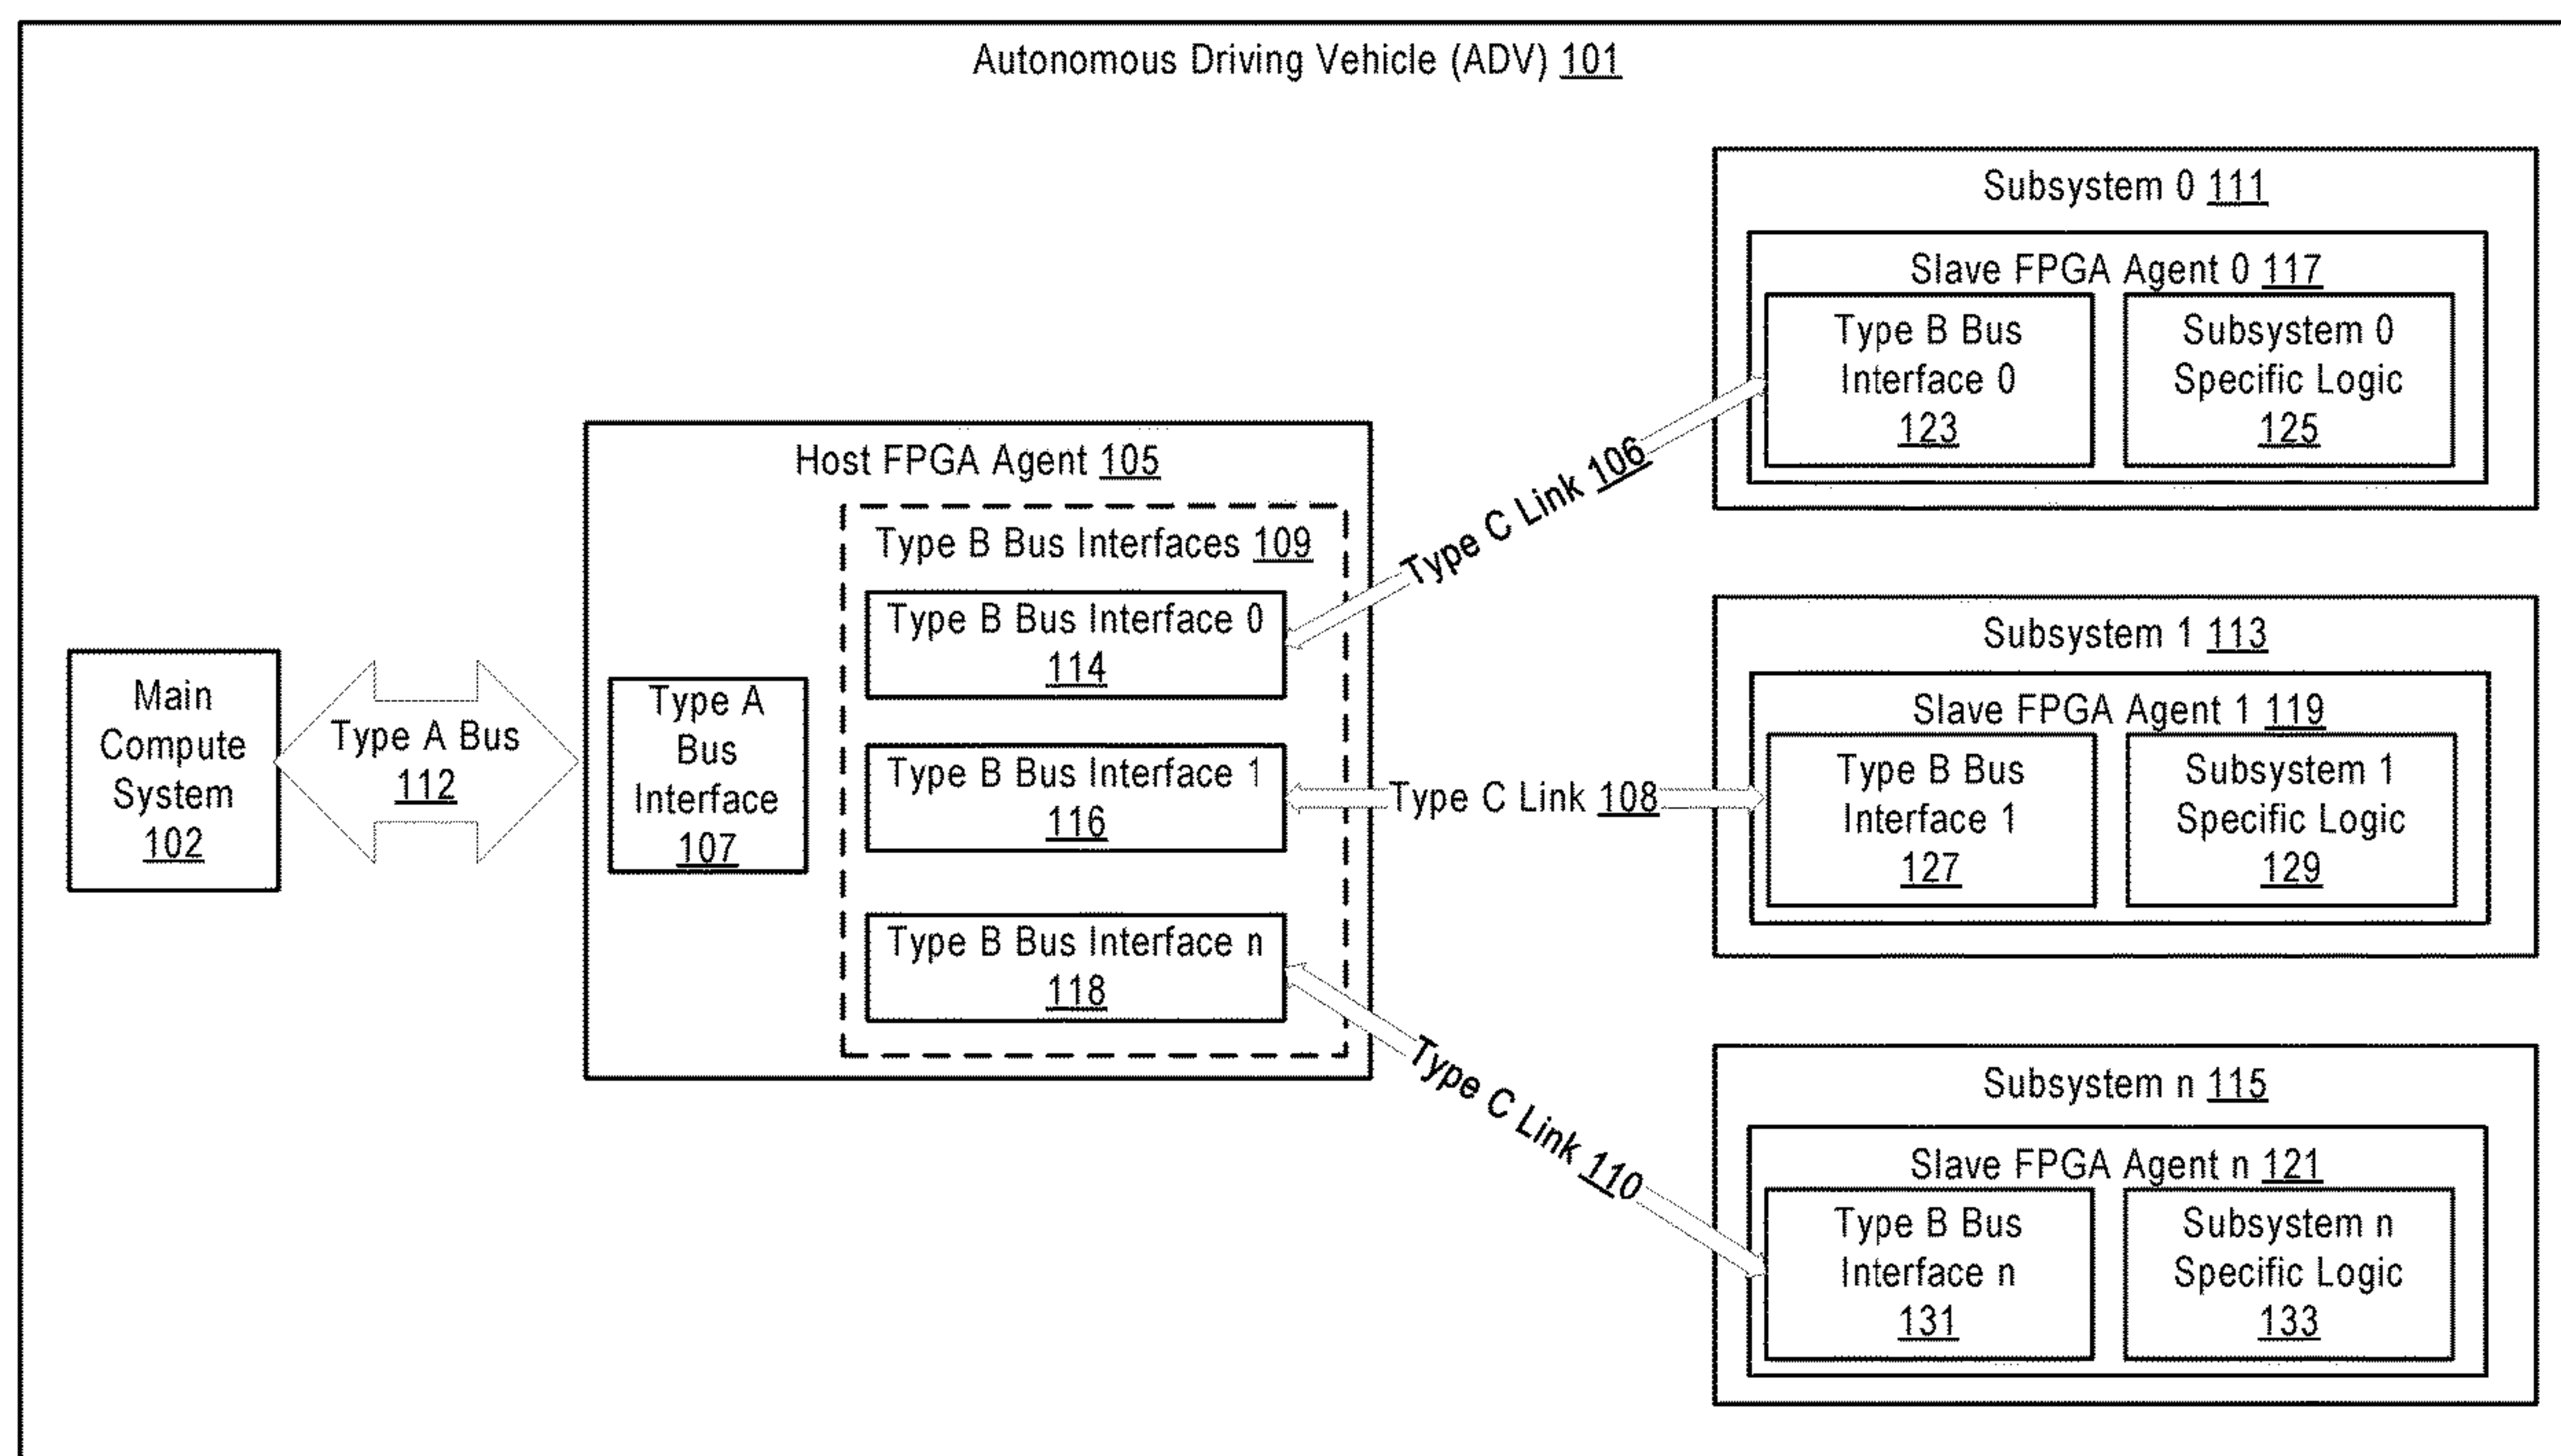 Autonomous Driving Vehicle (ADV) 101
Main
Compute
System
102
Type A Bus
112
Host FPGA Agent 105
Type A
Bus
Interface
107
Type B Bus Interfaces 109
Type B Bus Interface 0
114
Type B Bus Interface 1
116
Type B Bus Interface n
118
Type C Link 106
Type C Link 108
Type C Link 110
Subsystem 0 111
Slave FPGA Agent 0 117
Type B Bus
Interface 0
123
Subsystem 0
Specific Logic
125
Subsystem 1 113
Slave FPGA Agent 1 119
Type B Bus
Interface 1
127
Subsystem 1
Specific Logic
129
Subsystem n 115
Slave FPGA Agent n 121
Type B Bus
Interface n
131
Subsystem n
Specific Logic
133